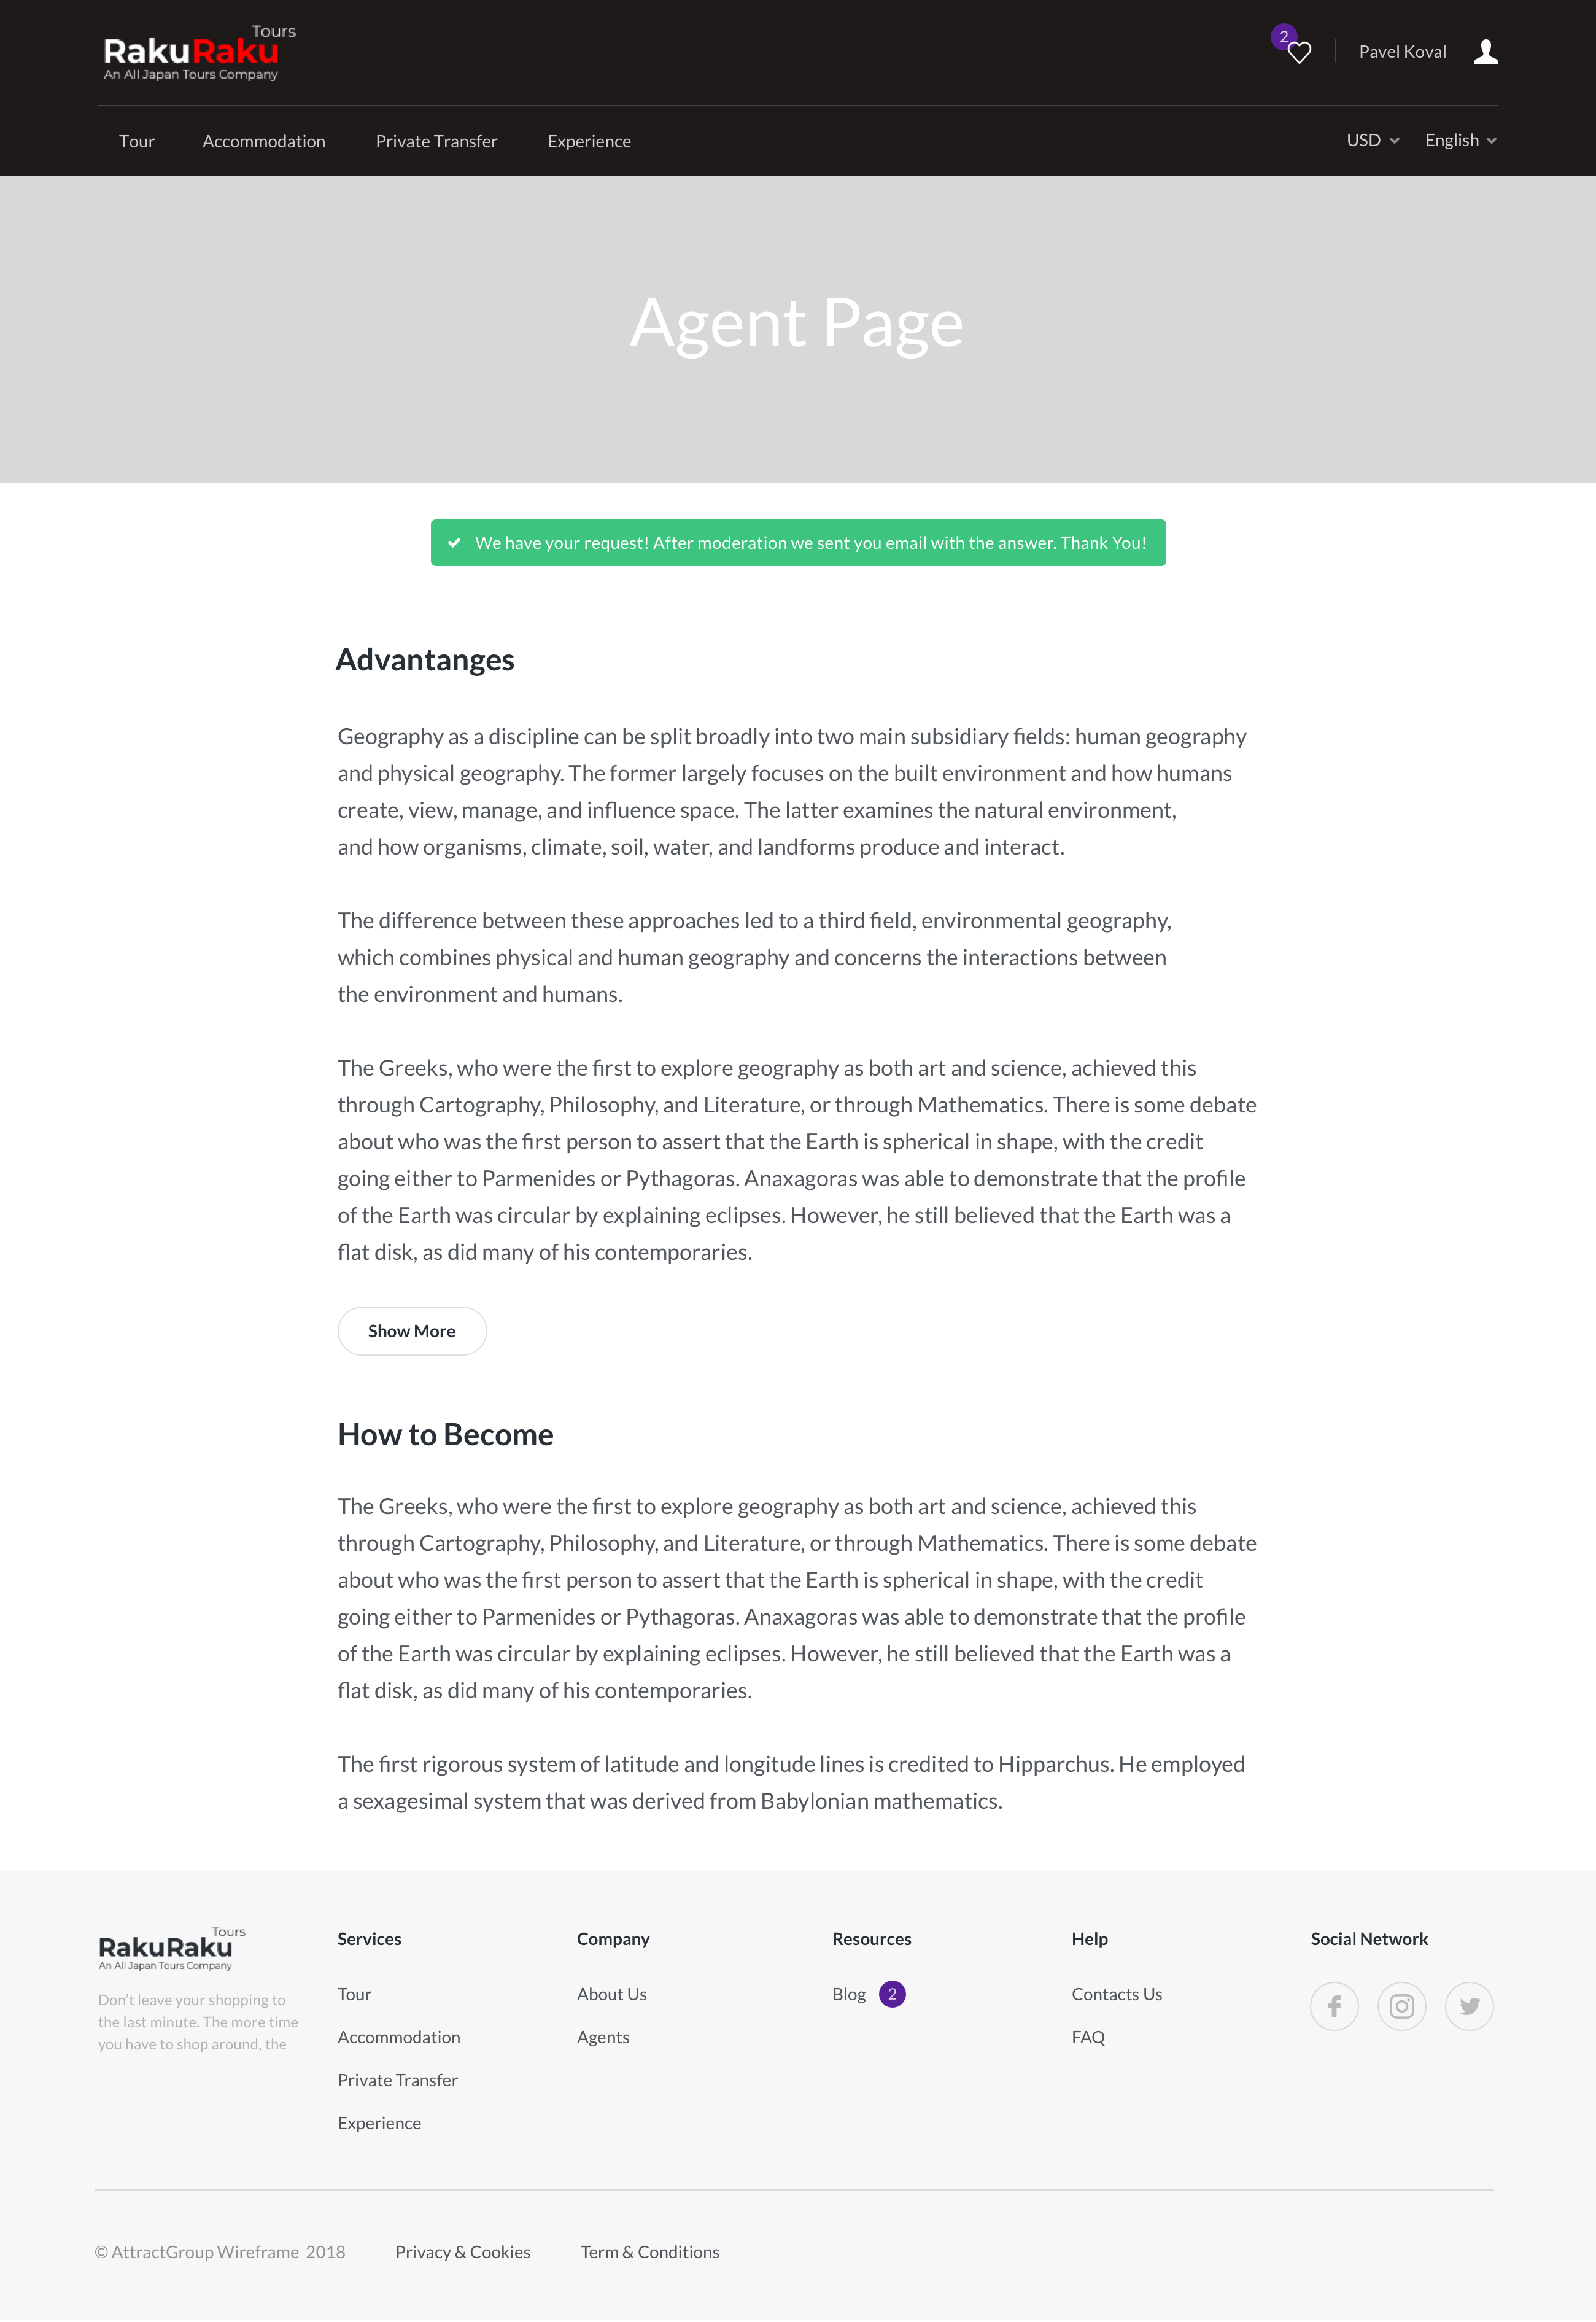 Tours
RakuRaku
An All Japan Tours Company
2
Pavel Koval
Tour Accommodation Private Transfer Experience USD English
Agent Page
We have your request! After moderation we sent you email with the answer. Thank You!
Advantanges
Geography as a discipline can be split broadly into two main subsidiary fields: human geography
and physical geography. The former largely focuses on the built environment and how humans
create, view, manage, and influence space. The latter examines the natural environment,
and how organisms, climate, soil, water, and landforms produce and interact.
The difference between these approaches led to a third field, environmental geography,
which combines physical and human geography and concerns the interactions between
the environment and humans.
The Greeks, who were the first to explore geography as both art and science, achieved this
through Cartography, Philosophy, and Literature, or through Mathematics. There is some debate
about who was the first person to assert that the Earth is spherical in shape, with the credit
going either to Parmenides or Pythagoras. Anaxagoras was able to demonstrate that the profile
of the Earth was circular by explaining eclipses. However, he still believed that the Earth was a
flat disk, as did many of his contemporaries.
Show More
How to Become
The Greeks, who were the first to explore geography as both art and science, achieved this
through Cartography, Philosophy, and Literature, or through Mathematics. There is some debate
about who was the first person to assert that the Earth is spherical in shape, with the credit
going either to Parmenides or Pythagoras. Anaxagoras was able to demonstrate that the profile
of the Earth was circular by explaining eclipses. However, he still believed that the Earth was a
flat disk, as did many of his contemporaries.
The first rigorous system of latitude and longitude lines is credited to Hipparchus. He employed
a sexagesimal system that was derived from Babylonian mathematics.
Tours
RakuRaku
An All Japan Tours Company
Don't leave your shopping to
the last minute. The more time
you have to shop around, the
Services
Tour
Accommodation
Private Transfer
Experience
Company
About Us
Agents
Resources
Blog 2
Help
Contacts Us
FAQ
Social Network
© AttractGroup Wireframe 2018 Privacy & Cookies Term & Conditions